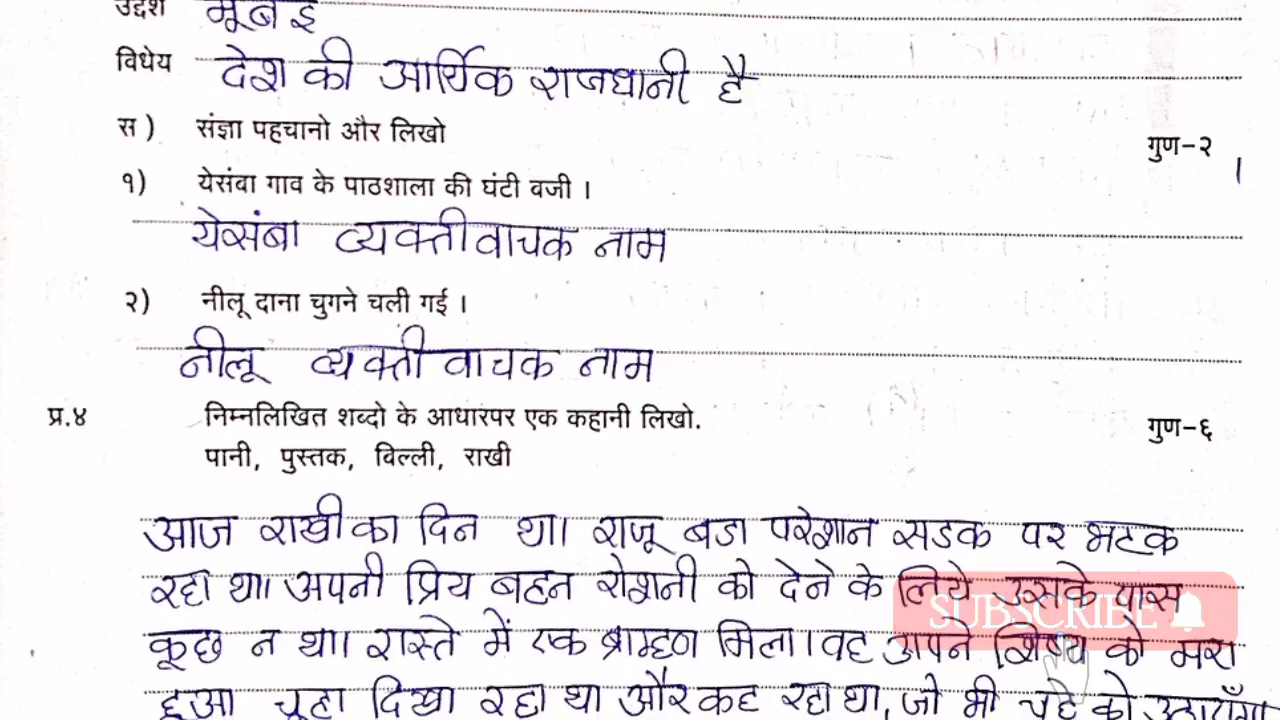 उद्देश मूबई
विधेय देश की आर्थिक राजधानी है
स ) संज्ञा पहचानो और लिखो गुण-२
१) येसंबा गाव के पाठशाला की घंटी वजी ।
येसंबा व्यक्तीवाचक नाम
२) नीलू दाना चुगने चली गई ।
नीलू व्यक्ती वाचक नाम
प्र.४ निम्नलिखित शब्दो के आधारपर एक कहानी लिखो. गुण-६
पानी, पुस्तक, बिल्ली, राखी
आज राखी का दिन था। राजू बडा परेशान सडक पर भटक
रहा था। अपनी प्रिय बहन रोशनी को देने के लिये उसके पास
SUBSCRIBE
कूछ न था। रास्ते में एक ब्राम्हण मिला। वह अपने शिष्य को मरा
हुआ चूहा दिखा रहा था और कह रहा था, जो भी चूहे को